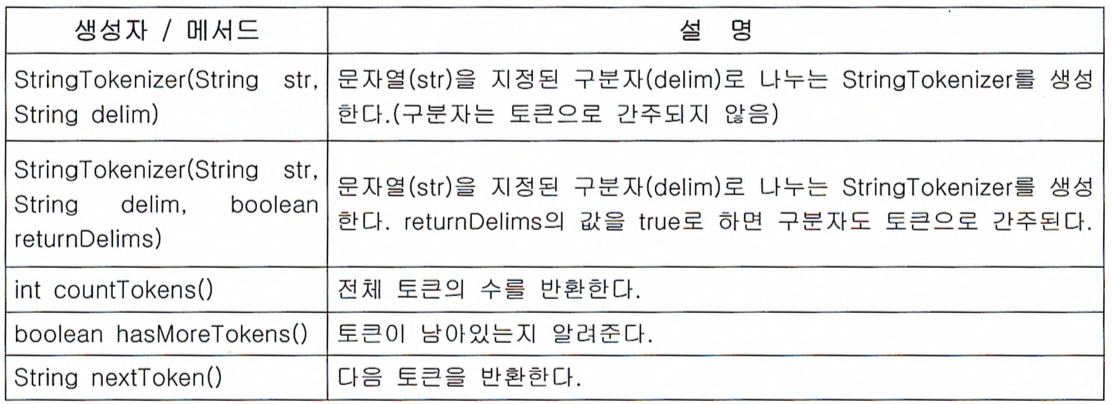 생성자 / 메서드
설 명
StringTokenizer(String str,
String delim)
문자열(str)을 지정된 구분자(delim)로 나누는 StringTokenizer를 생성
한다.(구분자는 토큰으로 간주되지 않음)
StringTokenizer(String str,
String delim, boolean
returnDelims)
문자열(str)을 지정된 구분자(delim)로 나누는 StringTokenizer를 생성
한다. returnDelims의 값을 true로 하면 구분자도 토큰으로 간주된다.
int countTokens()
전체 토큰의 수를 반환한다.
boolean hasMoreTokens()
토큰이 남아있는지 알려준다.
String nextToken()
다음 토큰을 반환한다.